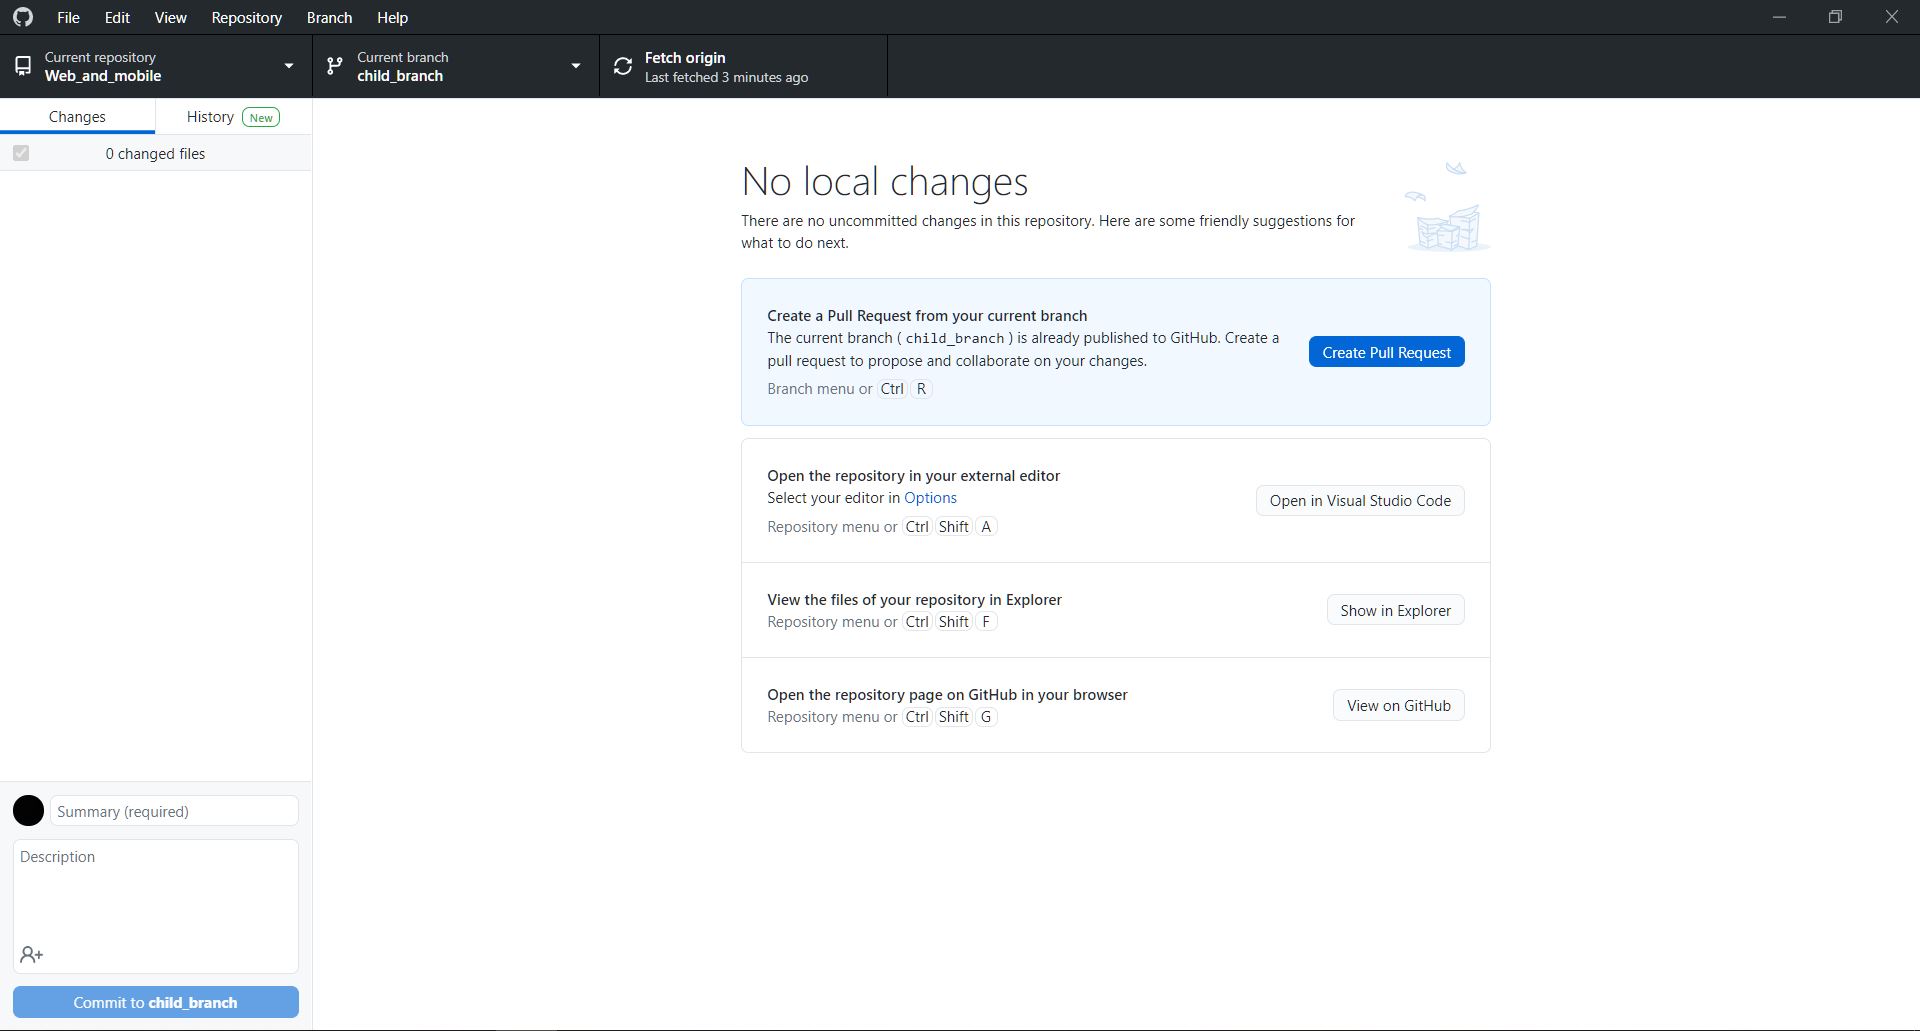 File Edit View Repository Branch Help
Current repository
Web_and_mobile
Current branch
child_branch
Fetch origin
Last fetched 3 minutes ago
Changes
History New
0 changed files
No local changes
There are no uncommitted changes in this repository. Here are some friendly suggestions for
what to do next.
Create a Pull Request from your current branch
The current branch ( child_branch ) is already published to GitHub. Create a
pull request to propose and collaborate on your changes.
Branch menu or Ctrl R
Create Pull Request
Open the repository in your external editor
Select your editor in Options
Repository menu or Ctrl Shift A
Open in Visual Studio Code
View the files of your repository in Explorer
Repository menu or Ctrl Shift F
Show in Explorer
Open the repository page on GitHub in your browser
Repository menu or Ctrl Shift G
View on GitHub
Summary (required)
Description
Commit to child_branch